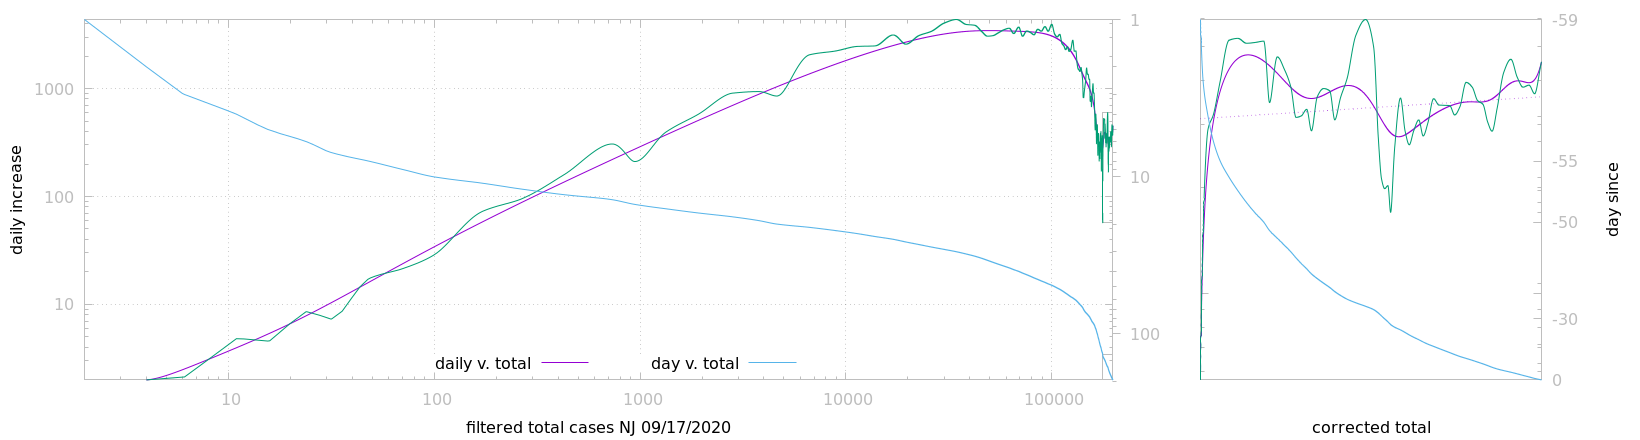 daily increase
1000
100
10
10
100
1000
10000
100000
1
10
100
daily v. total
day v. total
filtered total cases NJ 09/17/2020
-59
-55
-50
-30
0
day since
corrected total